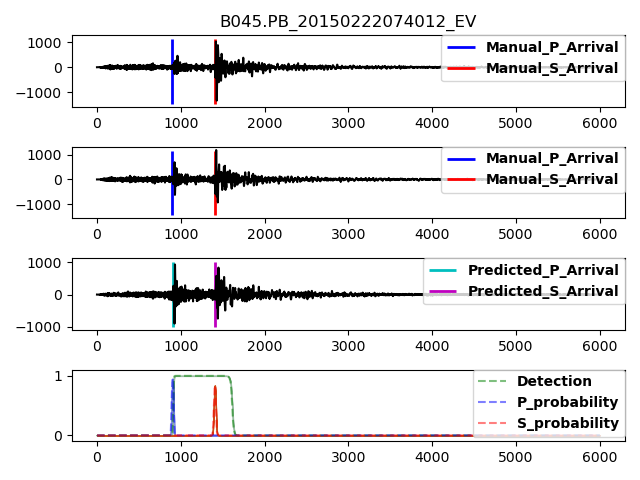 B045.PB_20150222074012_EV
1000
0
−1000
Manual_P_Arrival
Manual_S_Arrival
0 1000 2000 3000 4000 5000 6000
1000
0
−1000
Manual_P_Arrival
Manual_S_Arrival
0 1000 2000 3000 4000 5000 6000
1000
0
−1000
Predicted_P_Arrival
Predicted_S_Arrival
0 1000 2000 3000 4000 5000 6000
1
0
Detection
P_probability
S_probability
0 1000 2000 3000 4000 5000 6000